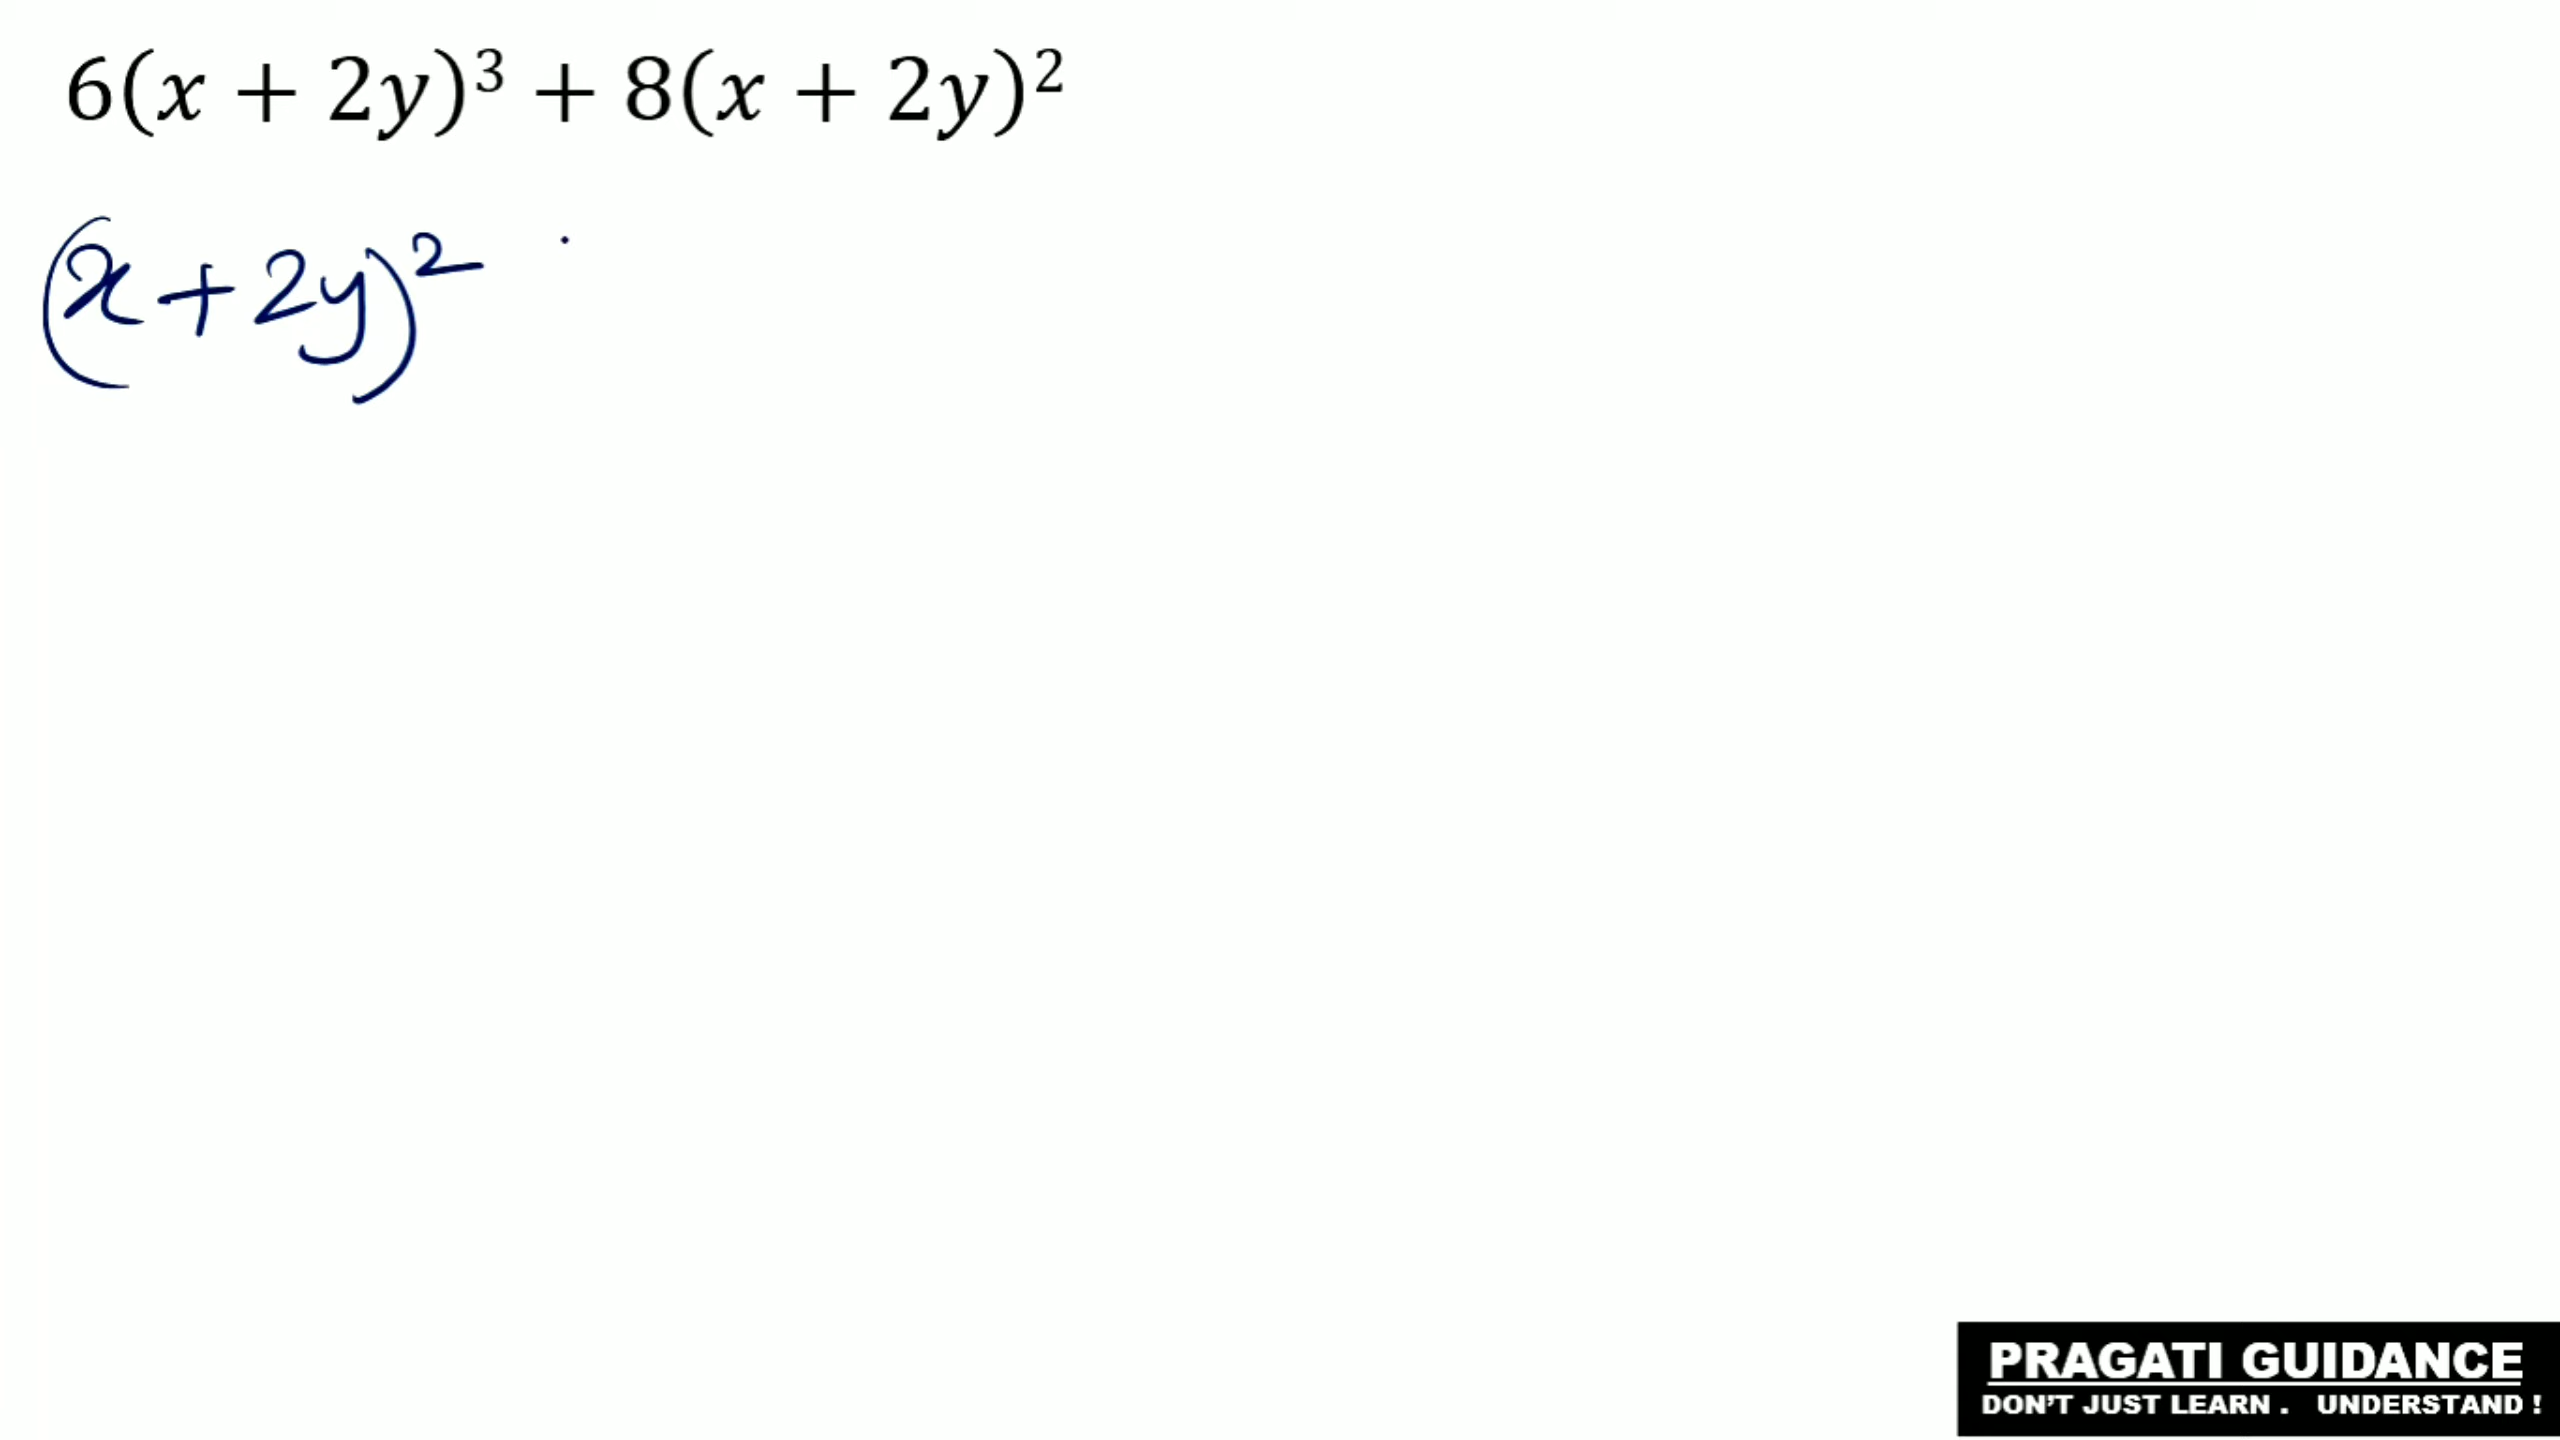 6(x + 2y)³ + 8(x + 2y)²
(x+2y)²
PRAGATI GUIDANCE
DON'T JUST LEARN . UNDERSTAND !